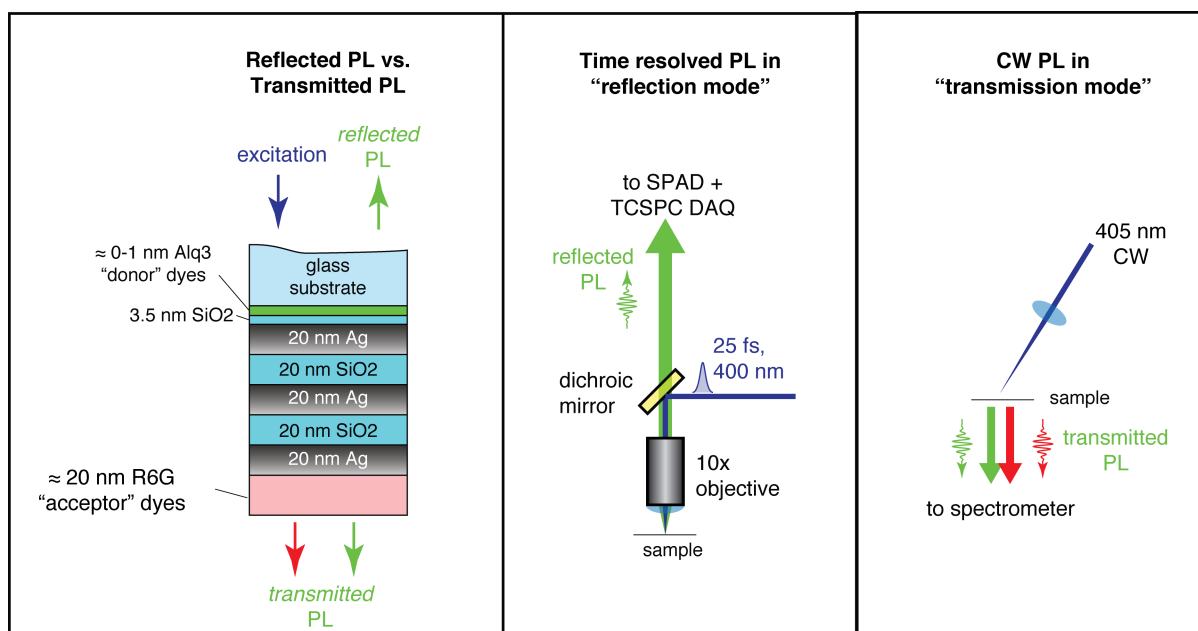 Reflected PL vs.
Transmitted PL
reflected
PL
excitation
≈ 0-1 nm Alq3
“donor” dyes
glass
substrate
3.5 nm SiO2
20 nm Ag
20 nm SiO2
20 nm Ag
20 nm SiO2
20 nm Ag
≈ 20 nm R6G
“acceptor” dyes
transmitted
PL
Time resolved PL in
“reflection mode”
to SPAD +
TCSPC DAQ
reflected
PL
25 fs,
400 nm
dichroic
mirror
10x
objective
sample
CW PL in
“transmission mode”
405 nm
CW
sample
transmitted
PL
to spectrometer